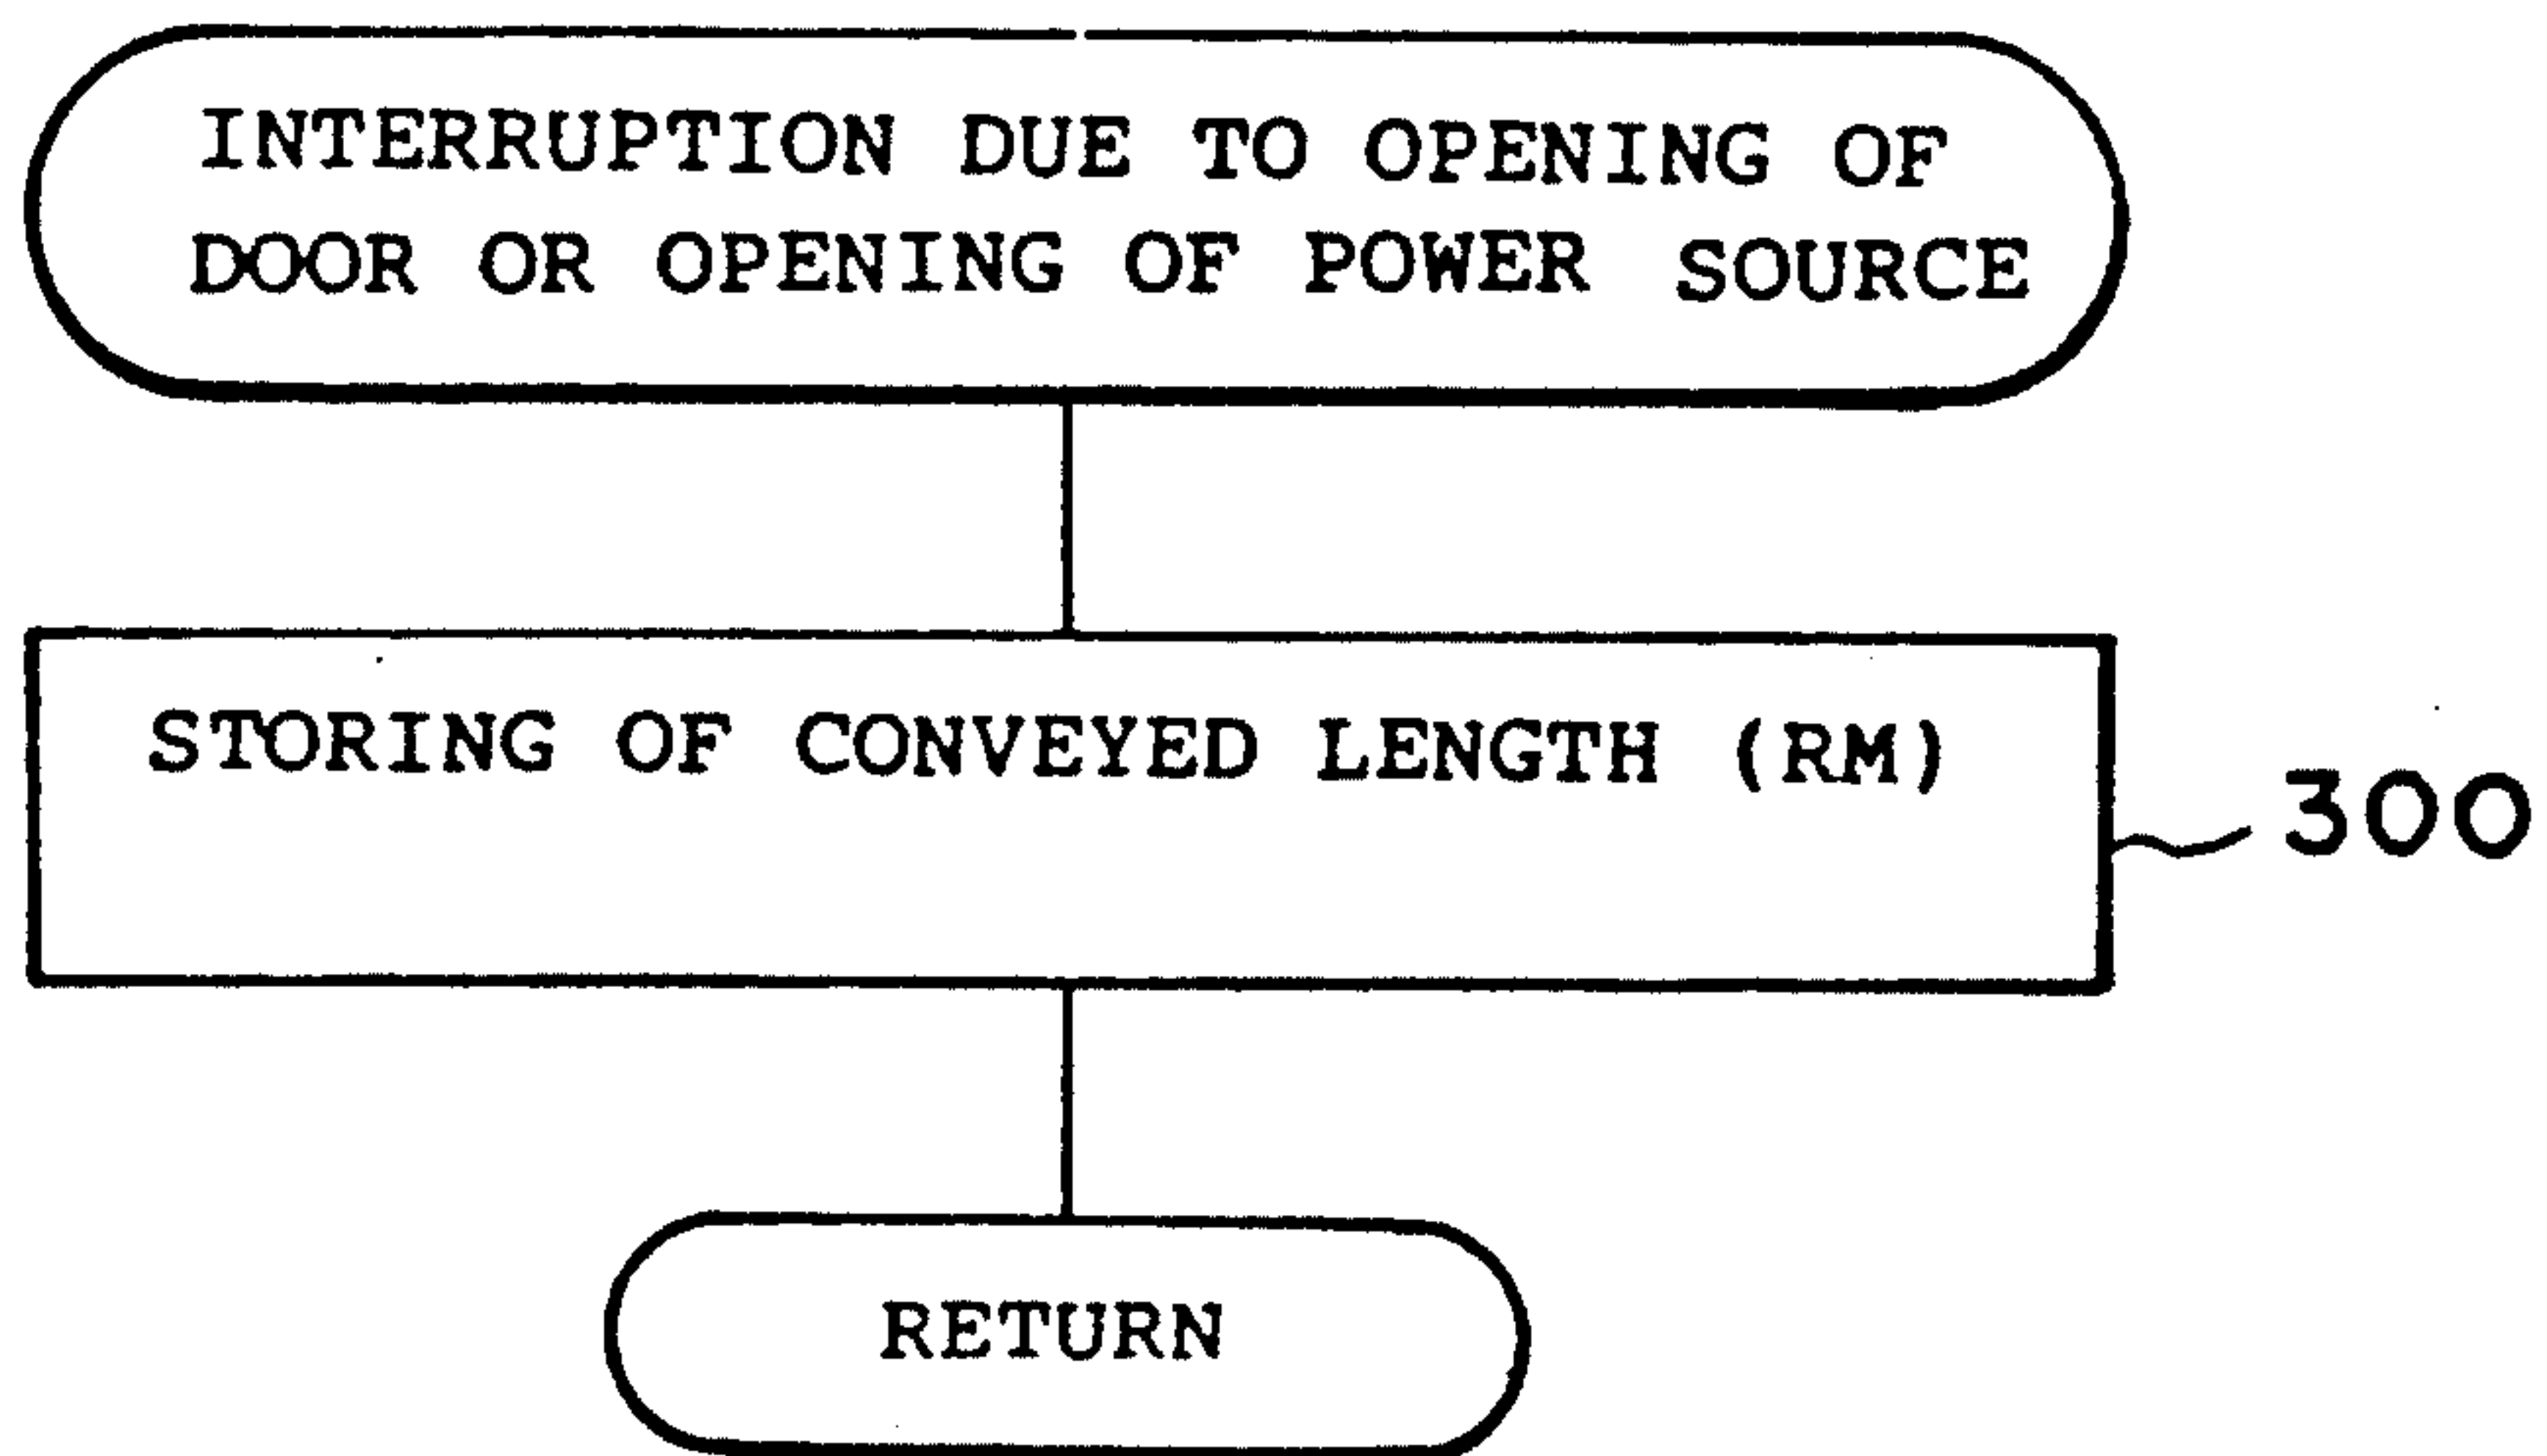 INTERRUPTION DUE TO OPENING OF
DOOR OR OPENING OF POWER SOURCE
STORING OF CONVEYED LENGTH (RM)
300
RETURN